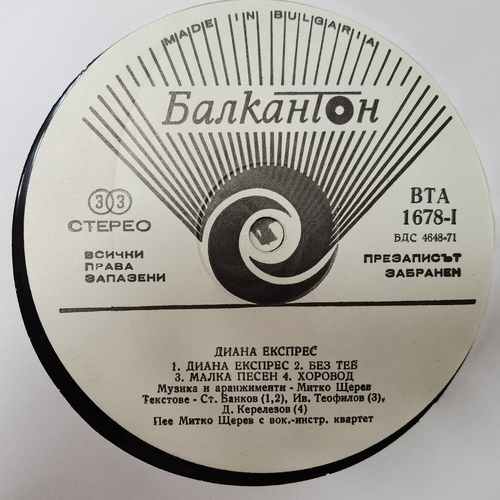 MADE IN BULGARIA
Балкантон
33
СТЕРЕО
ВСИЧКИ
ПРАВА
ЗАПАЗЕНИ
ВТА
1678-I
БДС 4648-71
ПРЕЗАПИСЪТ
ЗАБРАНЕН
ДИАНА ЕКСПРЕС
1. ДИАНА ЕКСПРЕС 2. БЕЗ ТЕБ
3. МАЛКА ПЕСЕН 4. ХОРОВОД
Музика и аранжименти - Митко Щерев
Текстове - Ст. Банков (1,2), Ив. Теофилов (3),
Д. Керелезов (4)
Пее Митко Щерев с вок.-инстр. квартет